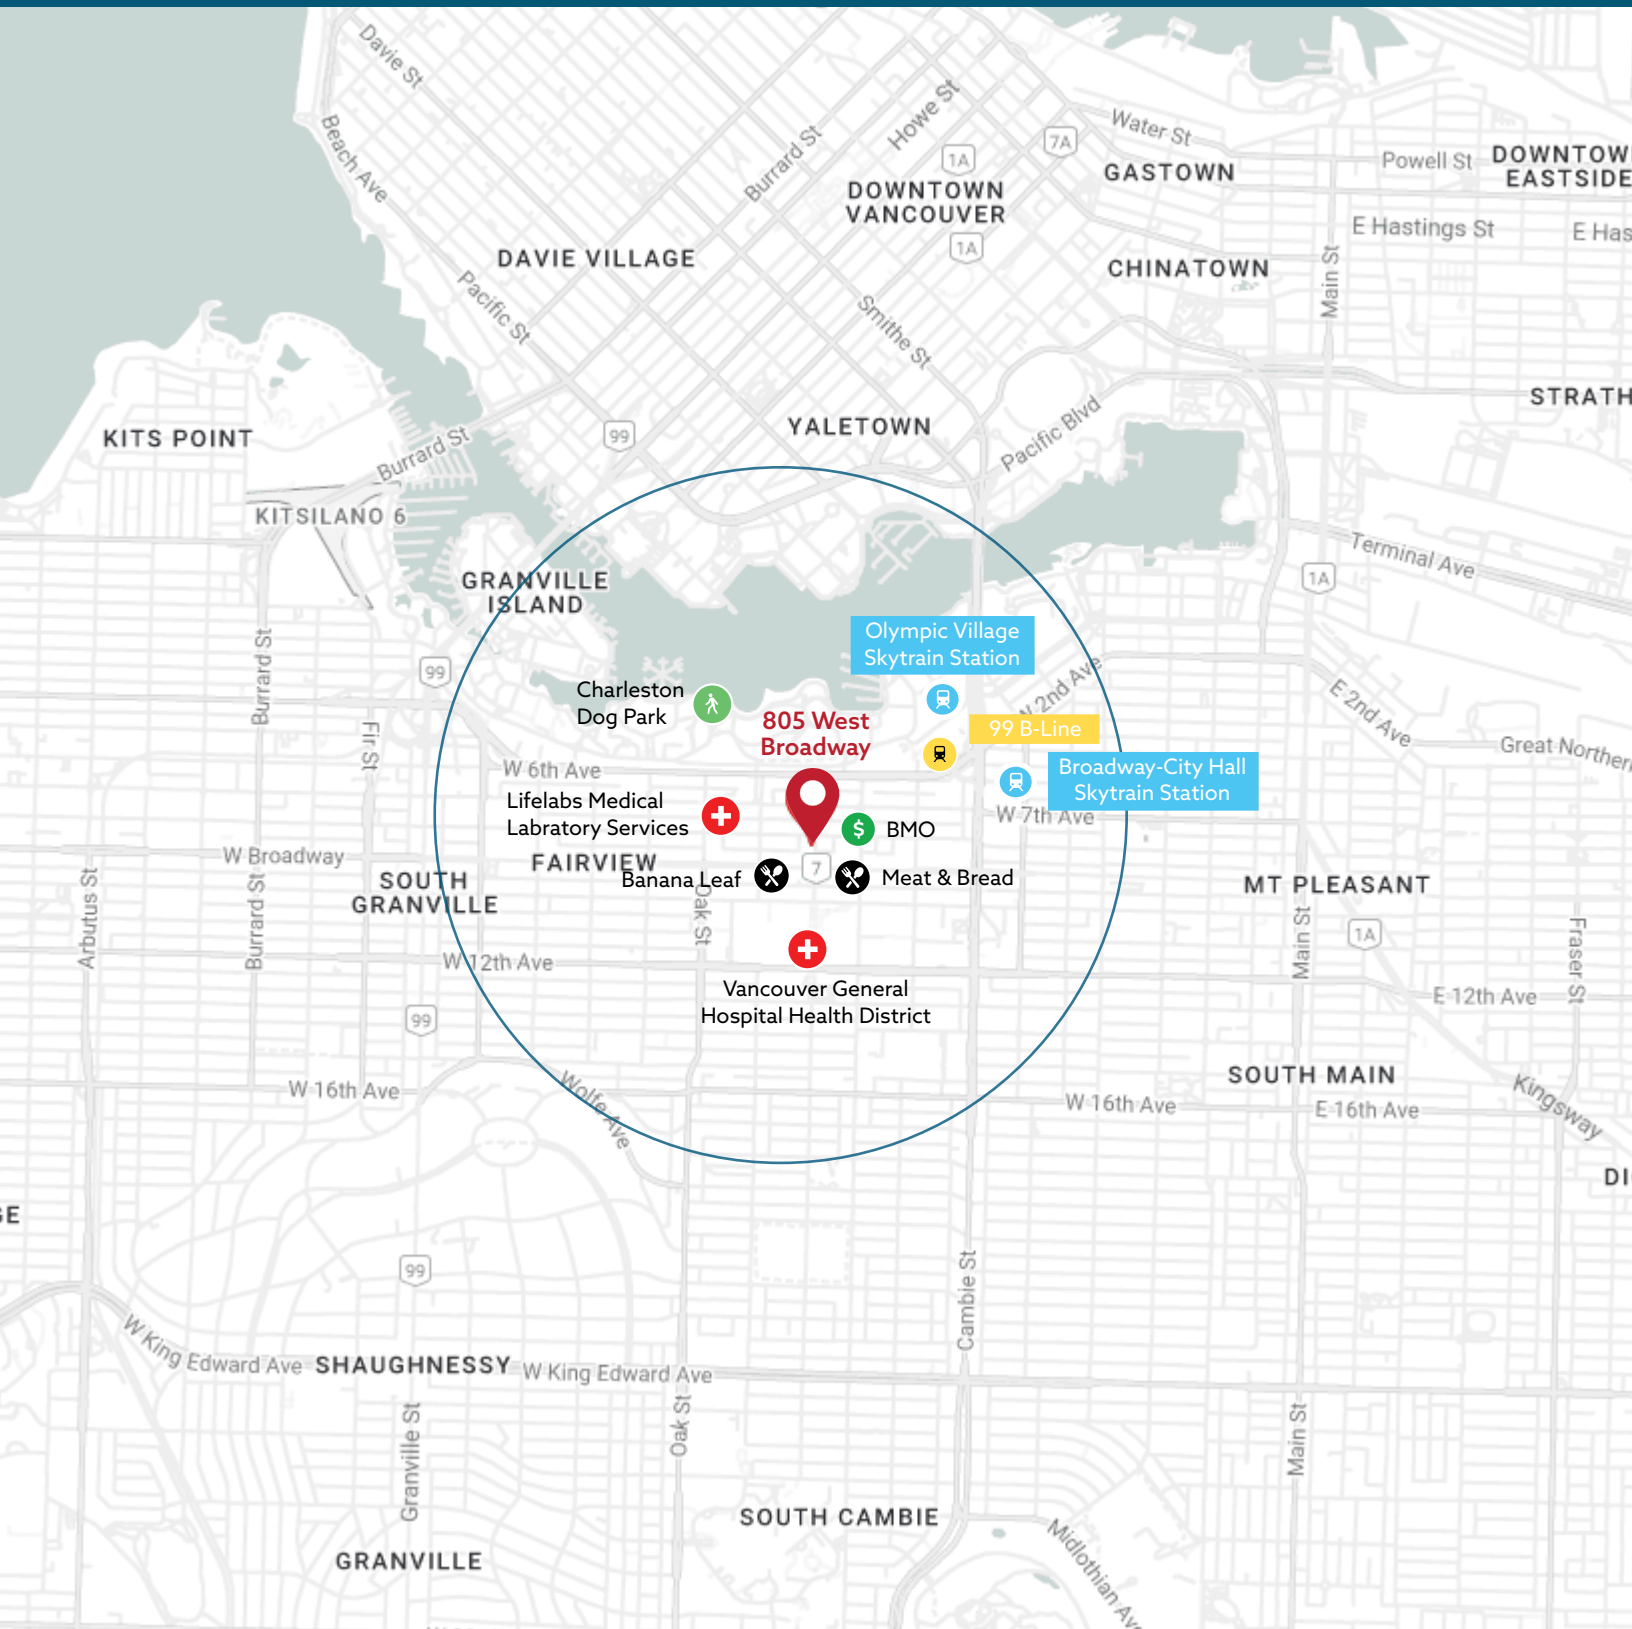 Davie St
Beach Ave
Burrard St
Howe St
1A
7A
Water St
GASTOWN
Powell St
DOWNTOW
EASTSIDE
DOWNTOWN
VANCOUVER
1A
E Hastings St
E Has
DAVIE VILLAGE
CHINATOWN
Main St
Pacific St
Smithe St
STRATH
KITS POINT
Burrard St
99
YALETOWN
Pacific Blvd
KITSILANO 6
Terminal Ave
1A
GRANVILLE
ISLAND
Burrard St
99
Olympic Village
Skytrain Station
Charleston
Dog Park
W 2nd Ave
E 2nd Ave
Fir St
805 West
Broadway
99 B-Line
Great Northern
W 6th Ave
Broadway-City Hall
Skytrain Station
Lifelabs Medical
Labratory Services
$
BMO
W 7th Ave
W Broadway
FAIRVIEW
7
Banana Leaf
Meat & Bread
SOUTH
GRANVILLE
MT PLEASANT
Arbutus St
Burrard St
Oak St
Main St
1A
Fraser St
W 12th Ave
Vancouver General
Hospital Health District
E 12th Ave
99
W 16th Ave
Wolfe Ave
W 16th Ave
SOUTH MAIN
E 16th Ave
Kingsway
DI
GE
99
Cambie St
W King Edward Ave
SHAUGHNESSY
W King Edward Ave
Granville St
Oak St
Main St
SOUTH CAMBIE
Midlothian Ave
GRANVILLE